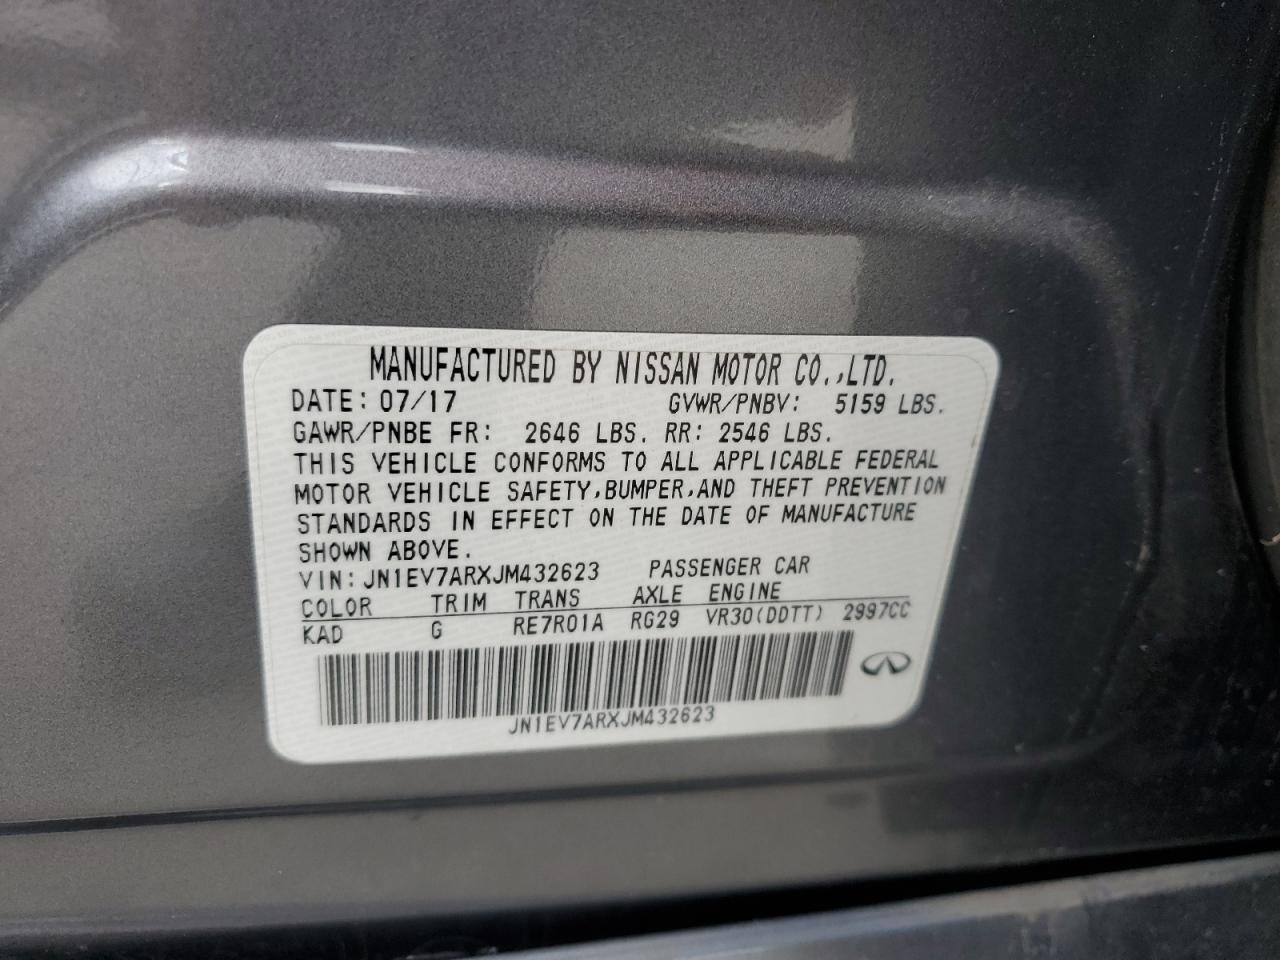 MANUFACTURED BY NISSAN MOTOR CO.,LTD.
DATE: 07/17 GVWR/PNBV: 5159 LBS.
GAWR/PNBE FR: 2646 LBS. RR: 2546 LBS.
THIS VEHICLE CONFORMS TO ALL APPLICABLE FEDERAL
MOTOR VEHICLE SAFETY,BUMPER,AND THEFT PREVENTION
STANDARDS IN EFFECT ON THE DATE OF MANUFACTURE
SHOWN ABOVE.
VIN: JN1EV7ARXJM432623 PASSENGER CAR
COLOR TRIM TRANS AXLE ENGINE
KAD G RE7R01A RG29 VR30(DDTT) 2997CC
JN1EV7ARXJM432623